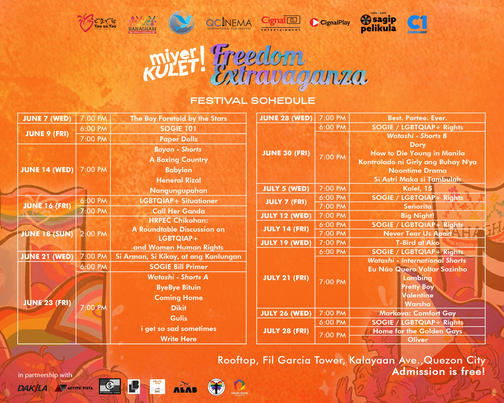 QCINEMA
Cignal
ENTERTAINMENT
CignalPlay
sagip
pelikula
C1
miyer
KULET!
Freedom
Extravaganza
FESTIVAL SCHEDULE
JUNE 7 (WED) 7:00 PM The Boy Foretold by the Stars
JUNE 9 (FRI) 6:00 PM SOGIE 101
7:00 PM Paper Dolls
JUNE 14 (WED) 7:00 PM Bayan - Shorts
A Boxing Country
Babylon
Heneral Rizal
Nangungupahan
JUNE 16 (FRI) 6:00 PM LGBTQIAP+ Situationer
7:00 PM Call Her Ganda
JUNE 18 (SUN) 2:00 PM HRPEC Chikahan:
A Roundtable Discussion on
LGBTQIAP+
and Women Human Rights
JUNE 21 (WED) 7:00 PM Si Arman, Si Kikay, at ang Kanlungan
JUNE 23 (FRI) 6:00 PM SOGIE Bill Primer
7:00 PM Watashi - Shorts A
ByeBye Bituin
Coming Home
Dikit
Gulis
i get so sad sometimes
Write Here
JUNE 28 (WED) 7:00 PM Best. Partee. Ever.
JUNE 30 (FRI) 6:00 PM SOGIE / LGBTQIAP+ Rights
7:00 PM Watashi - Shorts B
Dory
How to Die Young in Manila
Kontrolado ni Girly ang Buhay N'ya
Noontime Drama
Si Astri Maka si Tambulah
JULY 5 (WED) 7:00 PM Kalel, 15
JULY 7 (FRI) 6:00 PM SOGIE / LGBTQIAP+ Rights
7:00 PM Señorita
JULY 12 (WED) 7:00 PM Big Night!
JULY 14 (FRI) 6:00 PM SOGIE / LGBTQIAP+ Rights
7:00 PM Never Tear Us Apart
JULY 19 (WED) 7:00 PM T-Bird at Ako
JULY 21 (FRI) 6:00 PM SOGIE / LGBTQIAP+ Rights
7:00 PM Watashi - International Shorts
Eu Não Quero Voltar Sozinho
Lambing
Pretty Boy
Valentine
Warsha
JULY 26 (WED) 7:00 PM Markova: Comfort Gay
JULY 28 (FRI) 6:00 PM SOGIE / LGBTQIAP+ Rights
7:00 PM Home for the Golden Gays
Oliver
Rooftop, Fil Garcia Tower, Kalayaan Ave.,Quezon City
Admission is free!
in partnership with
DAKILA
ACTIVE VISTA
ALAB